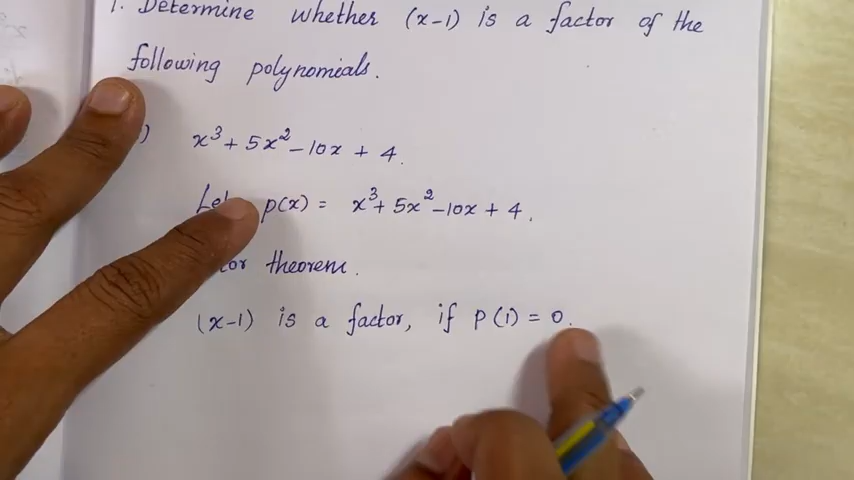 1. Determine whether (x-1) is a factor of the
following polynomials.
) x³ + 5x² - 10x + 4.
p(x) = x³ + 5x² - 10x + 4.
theorem.
(x-1) is a factor, if P(1) = 0.